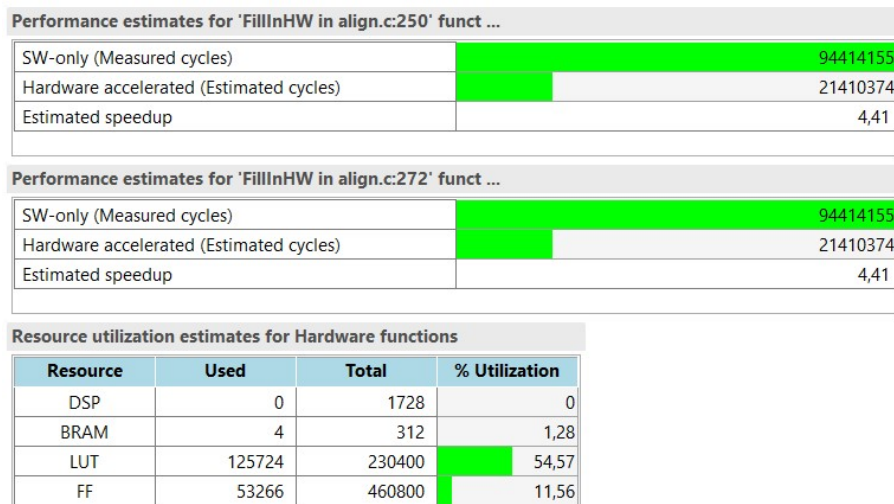 Performance estimates for 'FillInHW in align.c:250' funct ...
SW-only (Measured cycles) 94414155
Hardware accelerated (Estimated cycles) 21410374
Estimated speedup 4,41
Performance estimates for 'FillInHW in align.c:272' funct ...
SW-only (Measured cycles) 94414155
Hardware accelerated (Estimated cycles) 21410374
Estimated speedup 4,41
Resource utilization estimates for Hardware functions
Resource Used Total % Utilization
DSP 0 1728 0
BRAM 4 312 1,28
LUT 125724 230400 54,57
FF 53266 460800 11,56